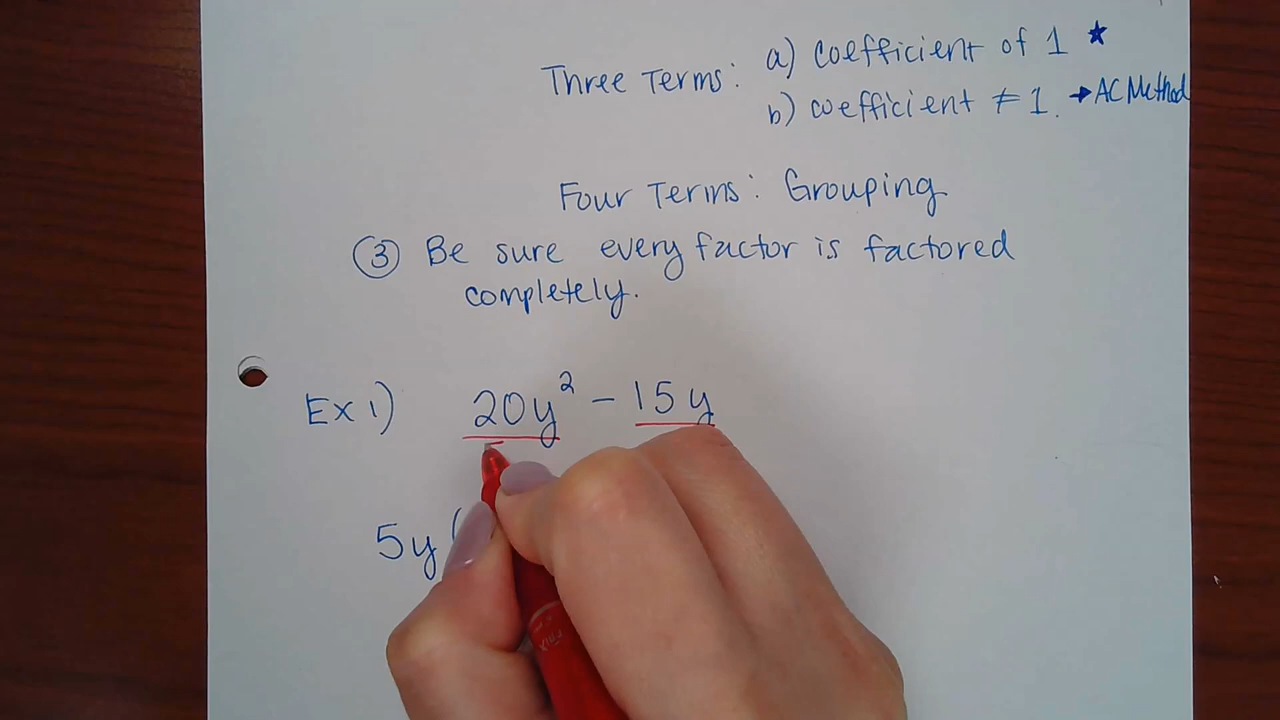 Three Terms: a) coefficient of 1 ★
b) coefficient ≠ 1. → AC Method
Four Terms: Grouping
③ Be sure every factor is factored
completely.
Ex 1) 20y² - 15y
5y(